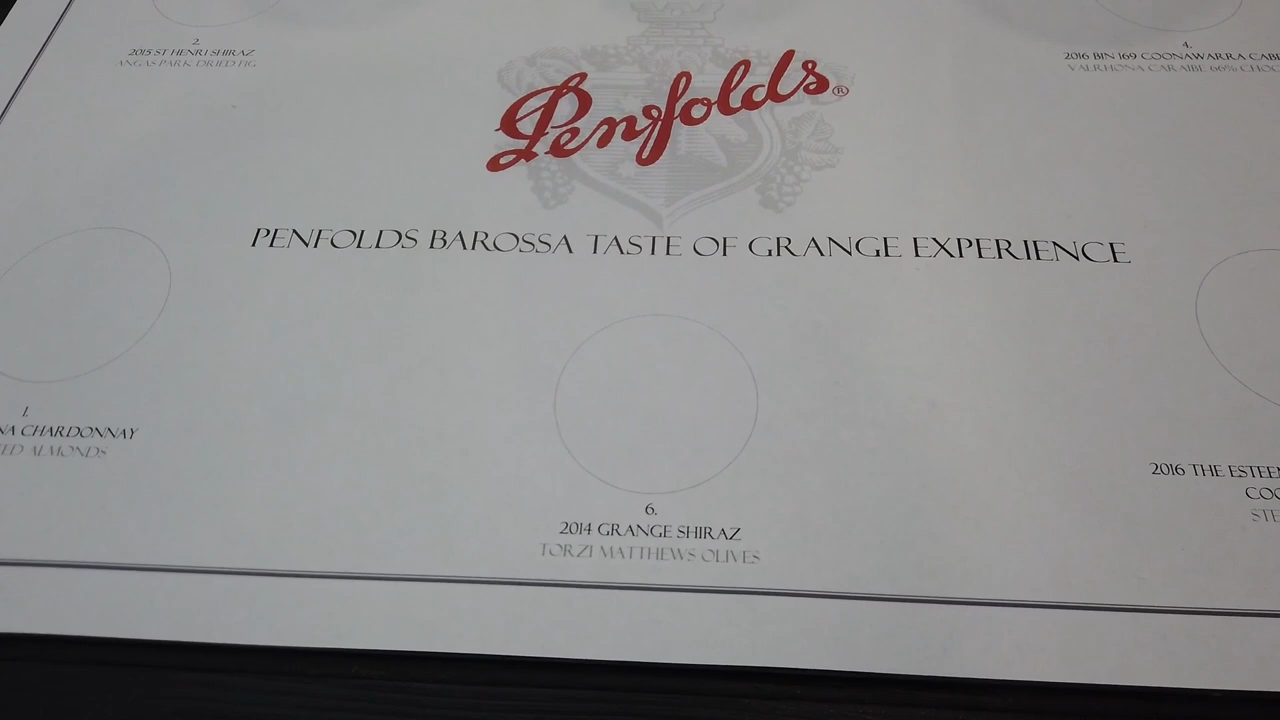 2.
2015 ST HENRI SHIRAZ
ANGAS PARK DRIED FIG
4.
2016 BIN 169 COONAWARRA CABE
VALRHONA CARAIBE 66% CHOC
Penfolds®
PENFOLDS BAROSSA TASTE OF GRANGE EXPERIENCE
1.
NA CHARDONNAY
ED ALMONDS
6.
2014 GRANGE SHIRAZ
TORZI MATTHEWS OLIVES
2016 THE ESTEE
COO
STE